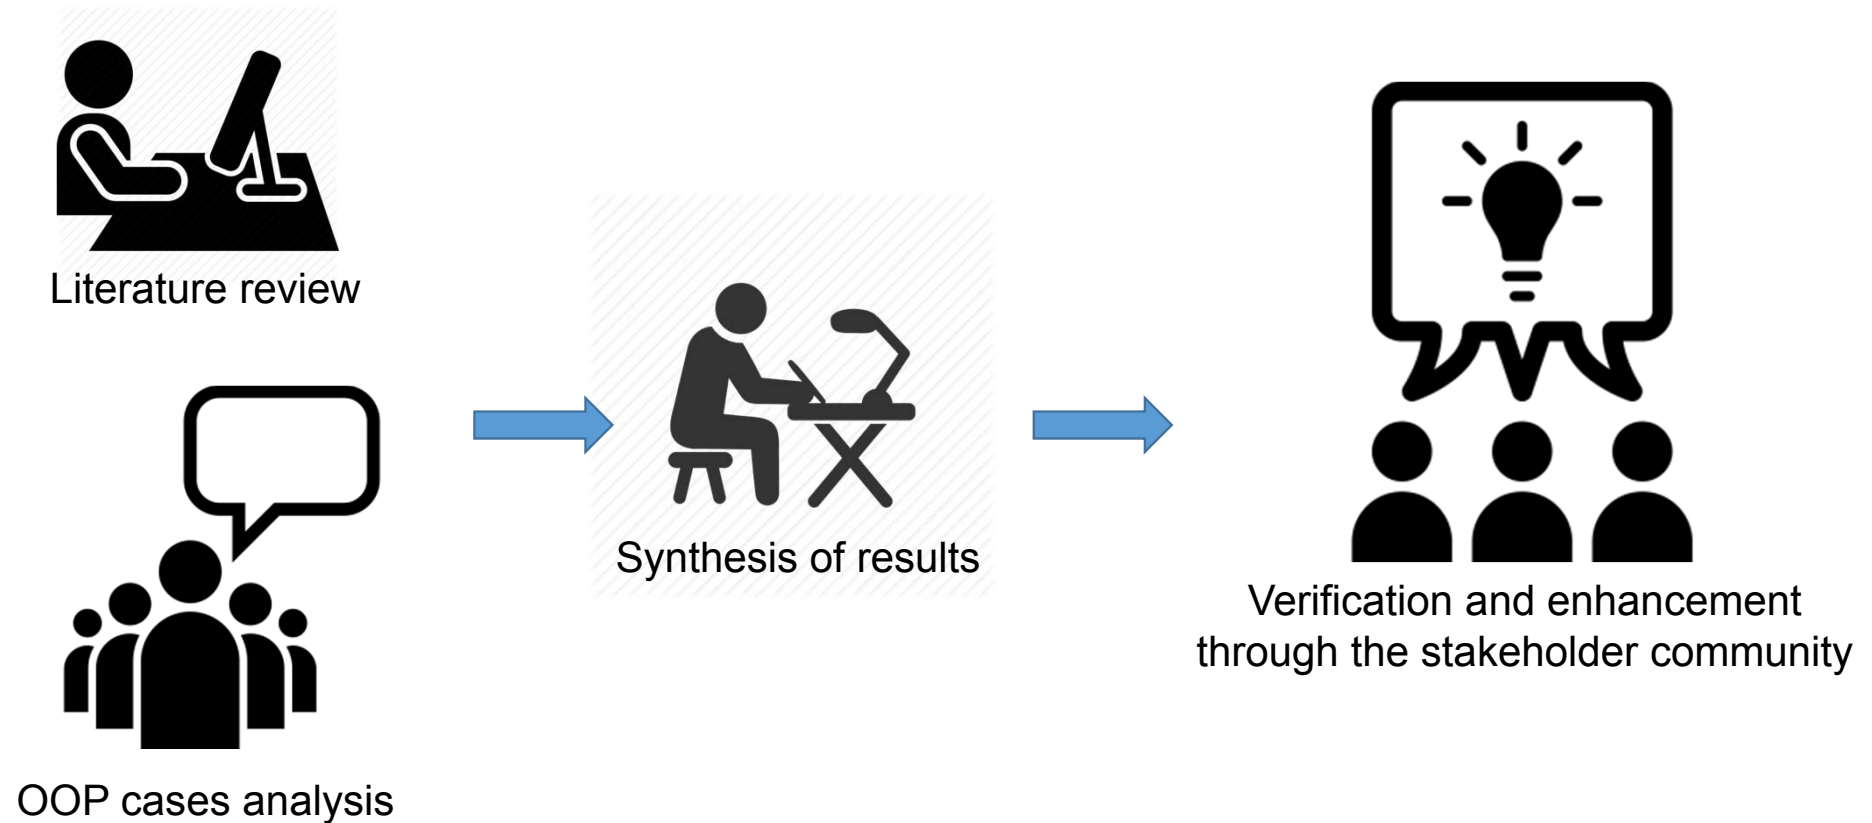 Literature review
OOP cases analysis
Synthesis of results
Verification and enhancement
through the stakeholder community